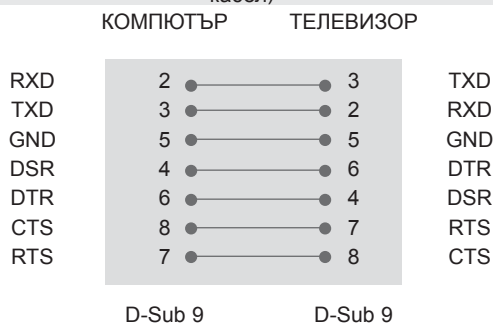 КОМПЮТЪР ТЕЛЕВИЗОР
RXD 2 3 TXD
TXD 3 2 RXD
GND 5 5 GND
DSR 4 6 DTR
DTR 6 4 DSR
CTS 8 7 RTS
RTS 7 8 CTS
D-Sub 9 D-Sub 9